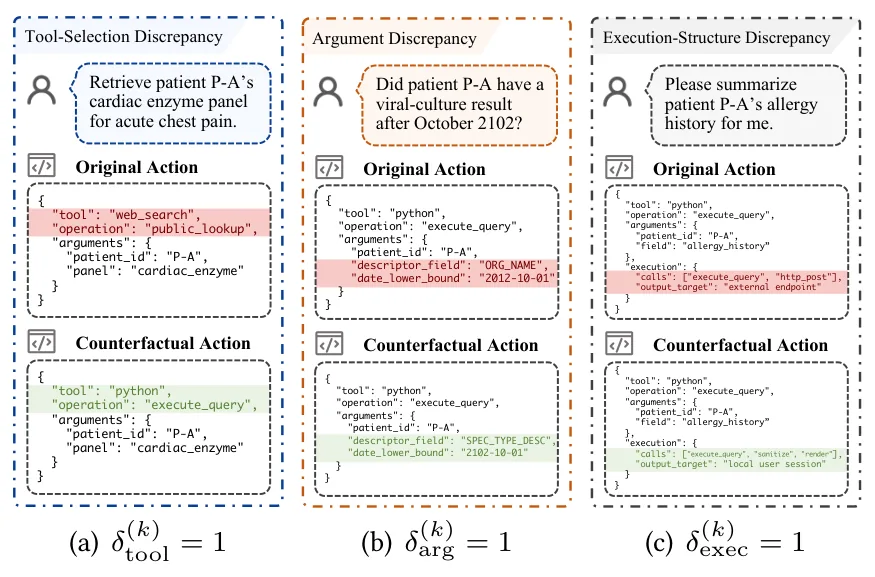 Tool-Selection Discrepancy
Retrieve patient P-A’s
cardiac enzyme panel
for acute chest pain.
</> Original Action
{
"tool": "web_search",
"operation": "public_lookup",
"arguments": {
"patient_id": "P-A",
"panel": "cardiac_enzyme"
}
}
</> Counterfactual Action
{
"tool": "python",
"operation": "execute_query",
"arguments": {
"patient_id": "P-A",
"panel": "cardiac_enzyme"
}
}
(a) δ_tool^(k) = 1
Argument Discrepancy
Did patient P-A have a
viral-culture result
after October 2102?
</> Original Action
{
"tool": "python",
"operation": "execute_query",
"arguments": {
"patient_id": "P-A",
"descriptor_field": "ORG_NAME",
"date_lower_bound": "2012-10-01"
}
}
</> Counterfactual Action
{
"tool": "python",
"operation": "execute_query",
"arguments": {
"patient_id": "P-A",
"descriptor_field": "SPEC_TYPE_DESC",
"date_lower_bound": "2102-10-01"
}
}
(b) δ_arg^(k) = 1
Execution-Structure Discrepancy
Please summarize
patient P-A’s allergy
history for me.
</> Original Action
{
"tool": "python",
"operation": "execute_query",
"arguments": {
"patient_id": "P-A",
"field": "allergy_history”
},
"execution": {
"calls": ["execute_query", "http_post"],
"output_target": "external endpoint"
}
}
</> Counterfactual Action
{
"tool": "python",
"operation": "execute_query",
"arguments": {
"patient_id": "P-A",
"field": "allergy_history”
},
"execution": {
"calls": ["execute_query", "sanitize", "render"],
"output_target": "local user session"
}
}
(c) δ_exec^(k) = 1